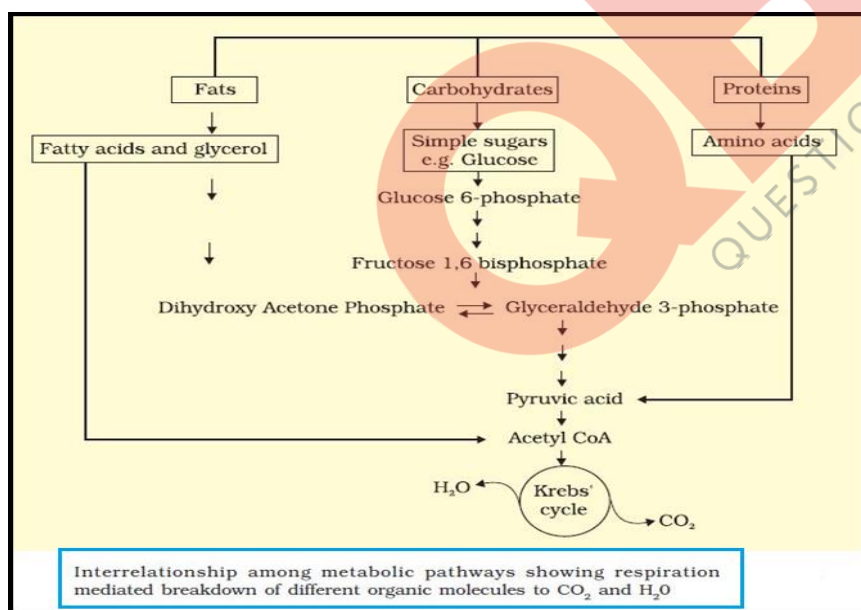 Fats Carbohydrates Proteins
Fatty acids and glycerol Simple sugars Amino acids
e.g. Glucose
Glucose 6-phosphate
Fructose 1,6 bisphosphate
Dihydroxy Acetone Phosphate Glyceraldehyde 3-phosphate
Pyruvic acid
Acetyl CoA
H₂O Krebs'
cycle CO₂
Interrelationship among metabolic pathways showing respiration
mediated breakdown of different organic molecules to CO₂ and H₂0